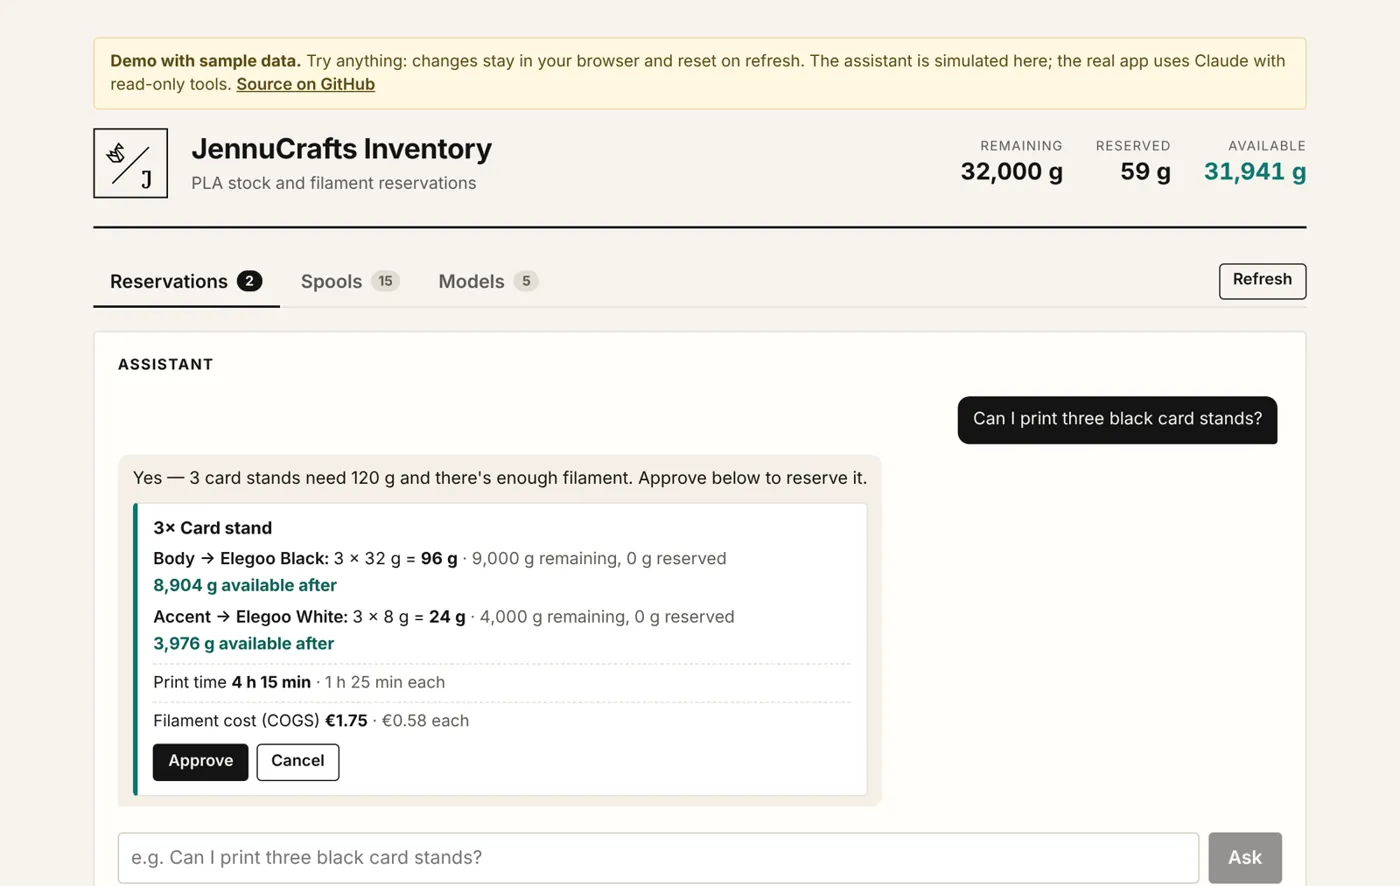 Demo with sample data. Try anything: changes stay in your browser and reset on refresh. The assistant is simulated here; the real app uses Claude with
read-only tools. Source on GitHub
J
JennuCrafts Inventory
PLA stock and filament reservations
REMAINING
32,000 g
RESERVED
59 g
AVAILABLE
31,941 g
Reservations 2
Spools 15
Models 5
Refresh
ASSISTANT
Can I print three black card stands?
Yes — 3 card stands need 120 g and there's enough filament. Approve below to reserve it.
3× Card stand
Body → Elegoo Black: 3 × 32 g = 96 g · 9,000 g remaining, 0 g reserved
8,904 g available after
Accent → Elegoo White: 3 × 8 g = 24 g · 4,000 g remaining, 0 g reserved
3,976 g available after
Print time 4 h 15 min · 1 h 25 min each
Filament cost (COGS) €1.75 · €0.58 each
Approve
Cancel
e.g. Can I print three black card stands?
Ask